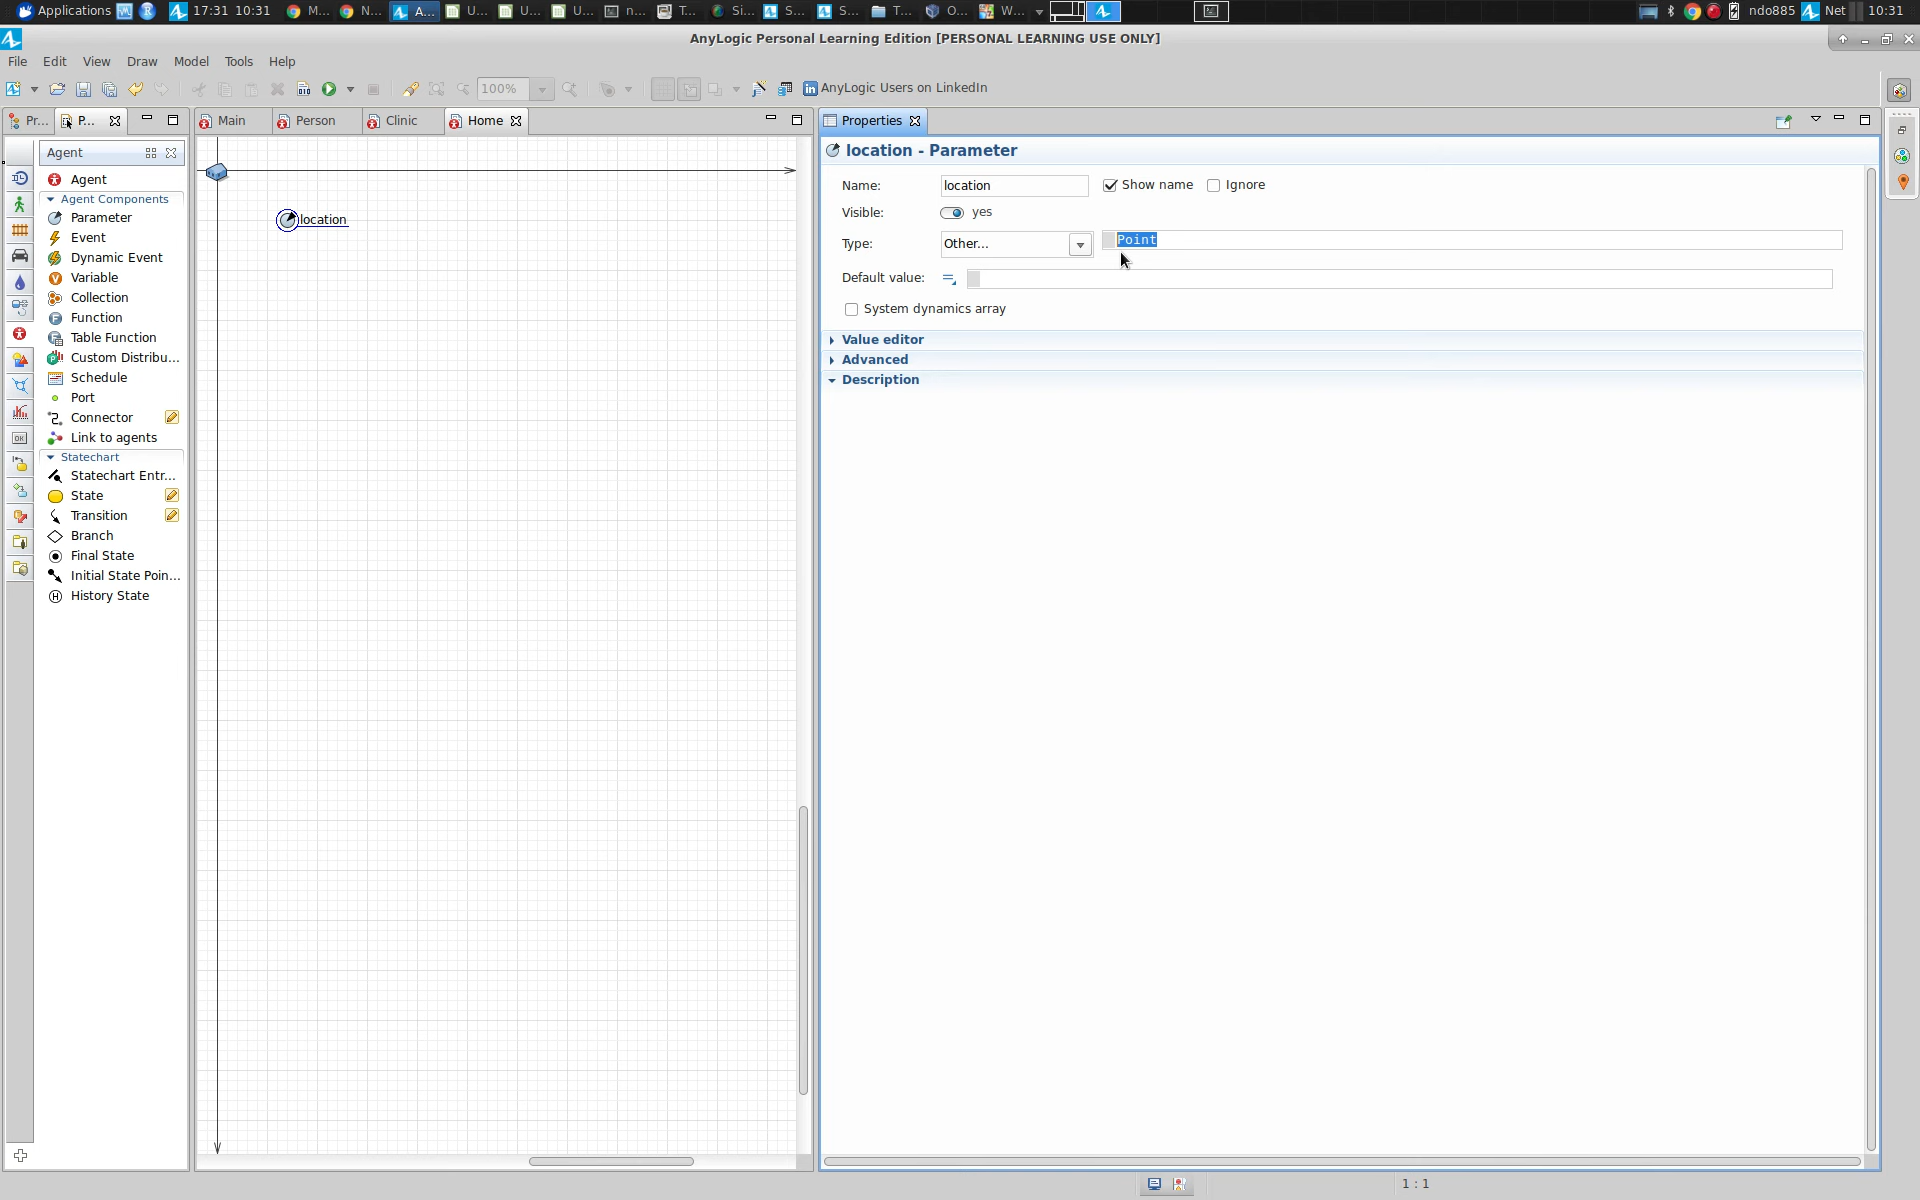 Applications 17:31 10:31 M... N... A... U... U... U... n... T... Si... S... S... T... O... W... ndo885 Net 10:31
AnyLogic Personal Learning Edition [PERSONAL LEARNING USE ONLY]
File Edit View Draw Model Tools Help
100% AnyLogic Users on LinkedIn
Pr... P... Main Person Clinic Home Properties
Agent
Agent
Agent Components
Parameter
Event
Dynamic Event
Variable
Collection
Function
Table Function
Custom Distribu...
Schedule
Port
Connector
Link to agents
Statechart
Statechart Entr...
State
Transition
Branch
Final State
Initial State Poin...
History State
OK
location
location - Parameter
Name: location Show name Ignore
Visible: yes
Type: Other... Point
Default value:
System dynamics array
Value editor
Advanced
Description
1 : 1